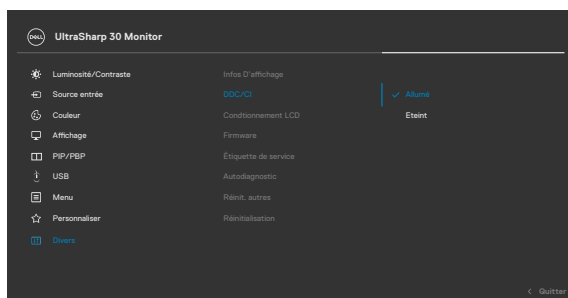 DELL UltraSharp 30 Monitor
Luminosité/Contraste Infos D'affichage
Source entrée DDC/CI Allumé
Couleur Condtionnement LCD Eteint
Affichage Firmware
PIP/PBP Étiquette de service
USB Autodiagnostic
Menu Réinit. autres
Personnaliser Réinitialisation
Divers
< Quitter